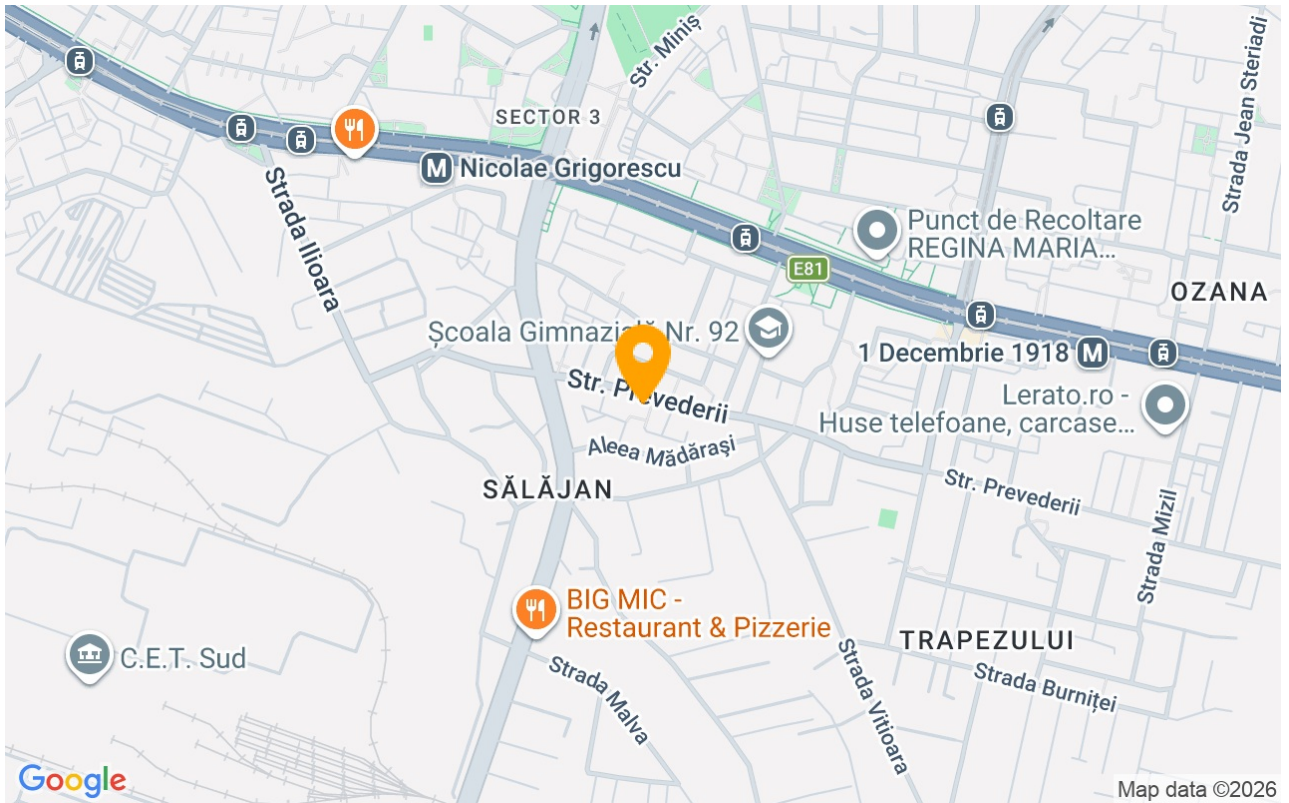 Str. Miniș
Strada Jean Steriadi
SECTOR 3
M Nicolae Grigorescu
Strada Ilioara
Punct de Recoltare
REGINA MARIA...
E81
OZANA
Școala Gimnazială Nr. 92
1 Decembrie 1918 M
Str. Prevederii
Lerato.ro -
Huse telefoane, carcase...
Aleea Mădărași
SĂLĂJAN
Str. Prevederii
Strada Mizil
BIG MIC -
Restaurant & Pizzerie
TRAPEZULUI
C.E.T. Sud
Strada Malva
Strada Vitioara
Strada Burniței
Google
Map data ©2026